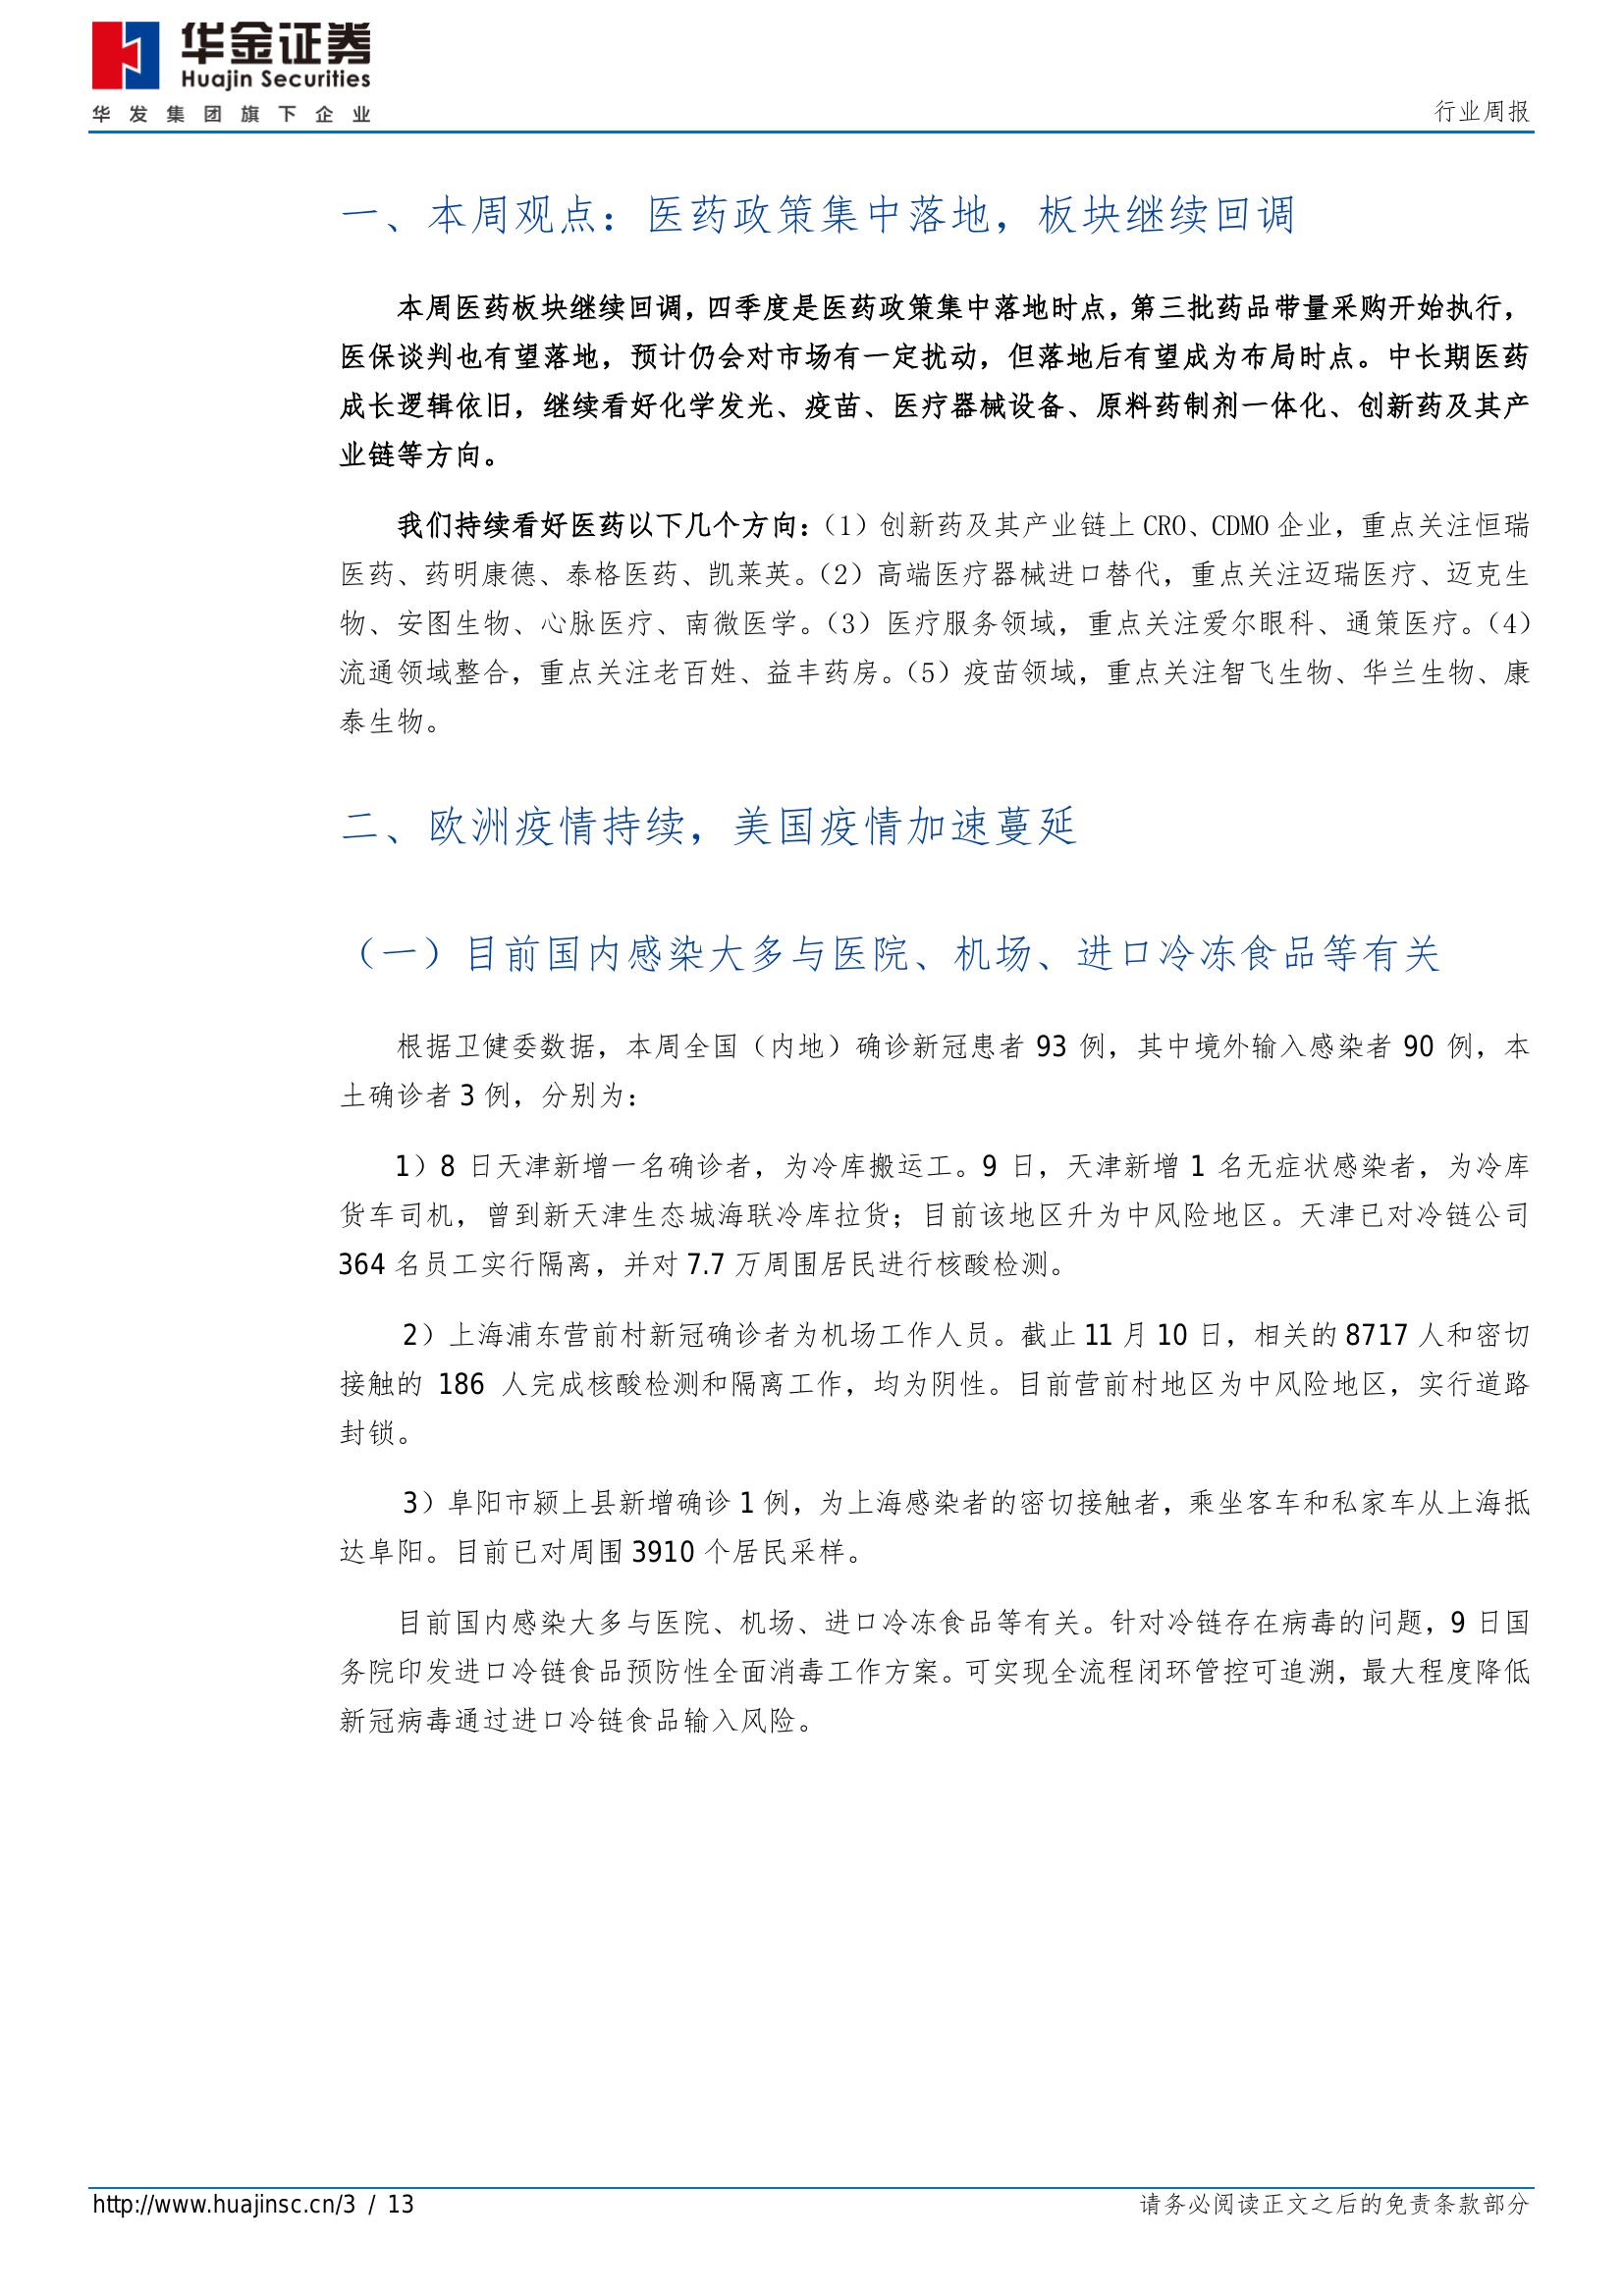 华金证券
Huajin Securities
华发集团旗下企业
行业周报
一、本周观点：医药政策集中落地，板块继续回调
本周医药板块继续回调，四季度是医药政策集中落地时点，第三批药品带量采购开始执行，
医保谈判也有望落地，预计仍会对市场有一定扰动，但落地后有望成为布局时点。中长期医药
成长逻辑依旧，继续看好化学发光、疫苗、医疗器械设备、原料药制剂一体化、创新药及其产
业链等方向。
我们持续看好医药以下几个方向：（1）创新药及其产业链上 CRO、CDMO 企业，重点关注恒瑞
医药、药明康德、泰格医药、凯莱英。（2）高端医疗器械进口替代，重点关注迈瑞医疗、迈克生
物、安图生物、心脉医疗、南微医学。（3）医疗服务领域，重点关注爱尔眼科、通策医疗。（4）
流通领域整合，重点关注老百姓、益丰药房。（5）疫苗领域，重点关注智飞生物、华兰生物、康
泰生物。
二、欧洲疫情持续，美国疫情加速蔓延
（一）目前国内感染大多与医院、机场、进口冷冻食品等有关
根据卫健委数据，本周全国（内地）确诊新冠患者 93 例，其中境外输入感染者 90 例，本
土确诊者 3 例，分别为：
1）8 日天津新增一名确诊者，为冷库搬运工。9 日，天津新增 1 名无症状感染者，为冷库
货车司机，曾到新天津生态城海联冷库拉货；目前该地区升为中风险地区。天津已对冷链公司
364 名员工实行隔离，并对 7.7 万周围居民进行核酸检测。
2）上海浦东营前村新冠确诊者为机场工作人员。截止 11 月 10 日，相关的 8717 人和密切
接触的 186 人完成核酸检测和隔离工作，均为阴性。目前营前村地区为中风险地区，实行道路
封锁。
3）阜阳市颍上县新增确诊 1 例，为上海感染者的密切接触者，乘坐客车和私家车从上海抵
达阜阳。目前已对周围 3910 个居民采样。
目前国内感染大多与医院、机场、进口冷冻食品等有关。针对冷链存在病毒的问题，9 日国
务院印发进口冷链食品预防性全面消毒工作方案。可实现全流程闭环管控可追溯，最大程度降低
新冠病毒通过进口冷链食品输入风险。
http://www.huajinsc.cn/3 / 13
请务必阅读正文之后的免责条款部分